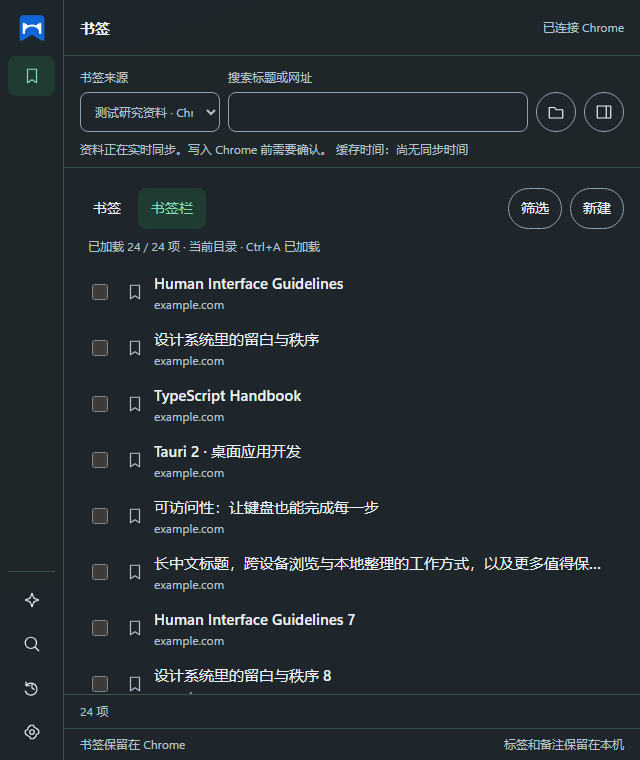 书签
已连接 Chrome
书签来源
搜索标题或网址
测试研究资料 · Chr
资料正在实时同步。写入 Chrome 前需要确认。 缓存时间：尚无同步时间
书签
书签栏
筛选
新建
已加载 24 / 24 项 · 当前目录 · Ctrl+A 已加载
Human Interface Guidelines
example.com
设计系统里的留白与秩序
example.com
TypeScript Handbook
example.com
Tauri 2 · 桌面应用开发
example.com
可访问性：让键盘也能完成每一步
example.com
长中文标题，跨设备浏览与本地整理的工作方式，以及更多值得保...
example.com
Human Interface Guidelines 7
example.com
设计系统里的留白与秩序 8
24 项
书签保留在 Chrome
标签和备注保留在本机